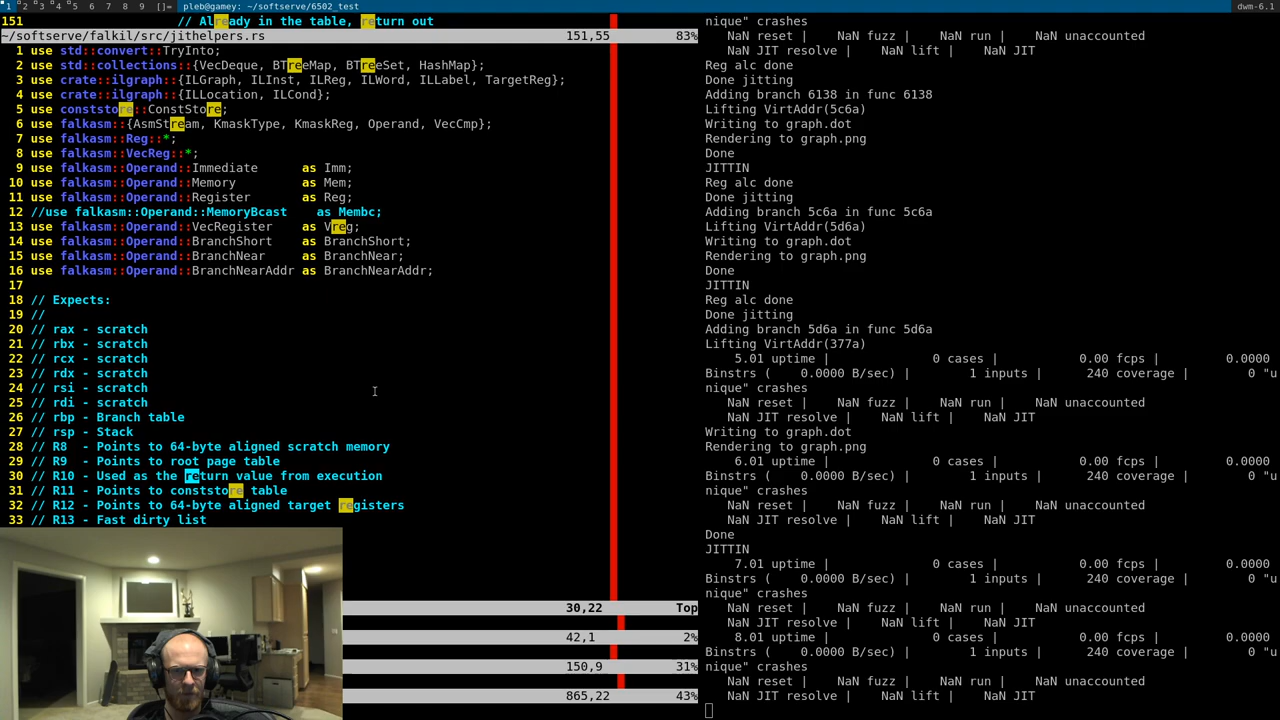 1 2 3 4 5 6 7 8 9 []= pleb@gamey: ~/softserve/6502_test dwm-6.1
151 // Already in the table, return out
~/softserve/falkil/src/jithelpers.rs 151,55 83%
1 use std::convert::TryInto;
2 use std::collections::{VecDeque, BTreeMap, BTreeSet, HashMap};
3 use crate::ilgraph::{ILGraph, ILInst, ILReg, ILWord, ILLabel, TargetReg};
4 use crate::ilgraph::{ILLocation, ILCond};
5 use conststore::ConstStore;
6 use falkasm::{AsmStream, KmaskType, KmaskReg, Operand, VecCmp};
7 use falkasm::Reg::*;
8 use falkasm::VecReg::*;
9 use falkasm::Operand::Immediate as Imm;
10 use falkasm::Operand::Memory as Mem;
11 use falkasm::Operand::Register as Reg;
12 //use falkasm::Operand::MemoryBcast as Membc;
13 use falkasm::Operand::VecRegister as Vreg;
14 use falkasm::Operand::BranchShort as BranchShort;
15 use falkasm::Operand::BranchNear as BranchNear;
16 use falkasm::Operand::BranchNearAddr as BranchNearAddr;
17
18 // Expects:
19 //
20 // rax - scratch
21 // rbx - scratch
22 // rcx - scratch
23 // rdx - scratch
24 // rsi - scratch
25 // rdi - scratch
26 // rbp - Branch table
27 // rsp - Stack
28 // R8 - Points to 64-byte aligned scratch memory
29 // R9 - Points to root page table
30 // R10 - Used as the return value from execution
31 // R11 - Points to conststore table
32 // R12 - Points to 64-byte aligned target registers
33 // R13 - Fast dirty list
30,22 Top
42,1 2%
150,9 31%
865,22 43%
nique" crashes
NaN reset | NaN fuzz | NaN run | NaN unaccounted
NaN JIT resolve | NaN lift | NaN JIT
Reg alc done
Done jitting
Adding branch 6138 in func 6138
Lifting VirtAddr(5c6a)
Writing to graph.dot
Rendering to graph.png
Done
JITTIN
Reg alc done
Done jitting
Adding branch 5c6a in func 5c6a
Lifting VirtAddr(5d6a)
Writing to graph.dot
Rendering to graph.png
Done
JITTIN
Reg alc done
Done jitting
Adding branch 5d6a in func 5d6a
Lifting VirtAddr(377a)
5.01 uptime | 0 cases | 0.00 fcps | 0.0000
Binstrs ( 0.0000 B/sec) | 1 inputs | 240 coverage | 0 "u
nique" crashes
NaN reset | NaN fuzz | NaN run | NaN unaccounted
NaN JIT resolve | NaN lift | NaN JIT
Writing to graph.dot
Rendering to graph.png
6.01 uptime | 0 cases | 0.00 fcps | 0.0000
Binstrs ( 0.0000 B/sec) | 1 inputs | 240 coverage | 0 "u
nique" crashes
NaN reset | NaN fuzz | NaN run | NaN unaccounted
NaN JIT resolve | NaN lift | NaN JIT
Done
JITTIN
7.01 uptime | 0 cases | 0.00 fcps | 0.0000
Binstrs ( 0.0000 B/sec) | 1 inputs | 240 coverage | 0 "u
nique" crashes
NaN reset | NaN fuzz | NaN run | NaN unaccounted
NaN JIT resolve | NaN lift | NaN JIT
8.01 uptime | 0 cases | 0.00 fcps | 0.0000
Binstrs ( 0.0000 B/sec) | 1 inputs | 240 coverage | 0 "u
nique" crashes
NaN reset | NaN fuzz | NaN run | NaN unaccounted
NaN JIT resolve | NaN lift | NaN JIT